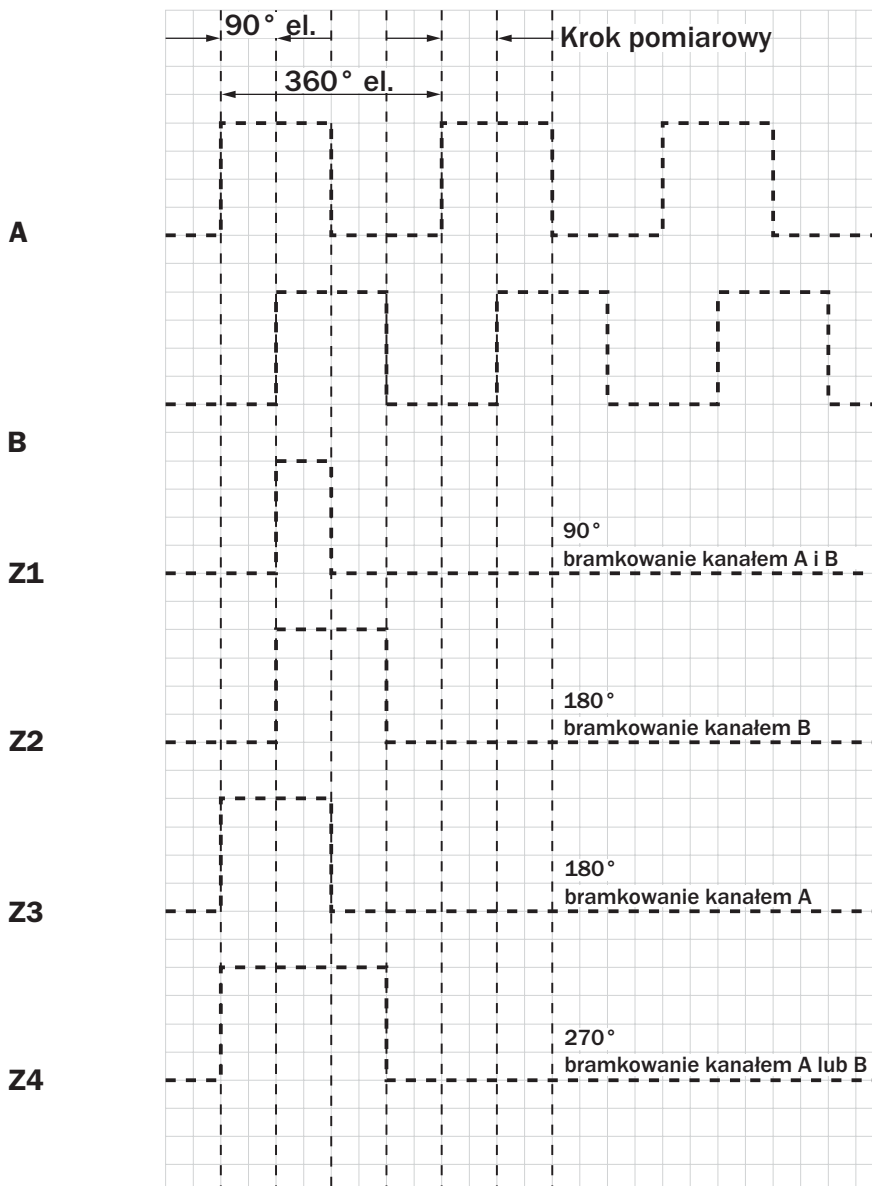 90° el.
Krok pomiarowy
360° el.
A
B
90°
bramkowanie kanałem A i B
Z1
180°
bramkowanie kanałem B
Z2
180°
bramkowanie kanałem A
Z3
270°
bramkowanie kanałem A lub B
Z4